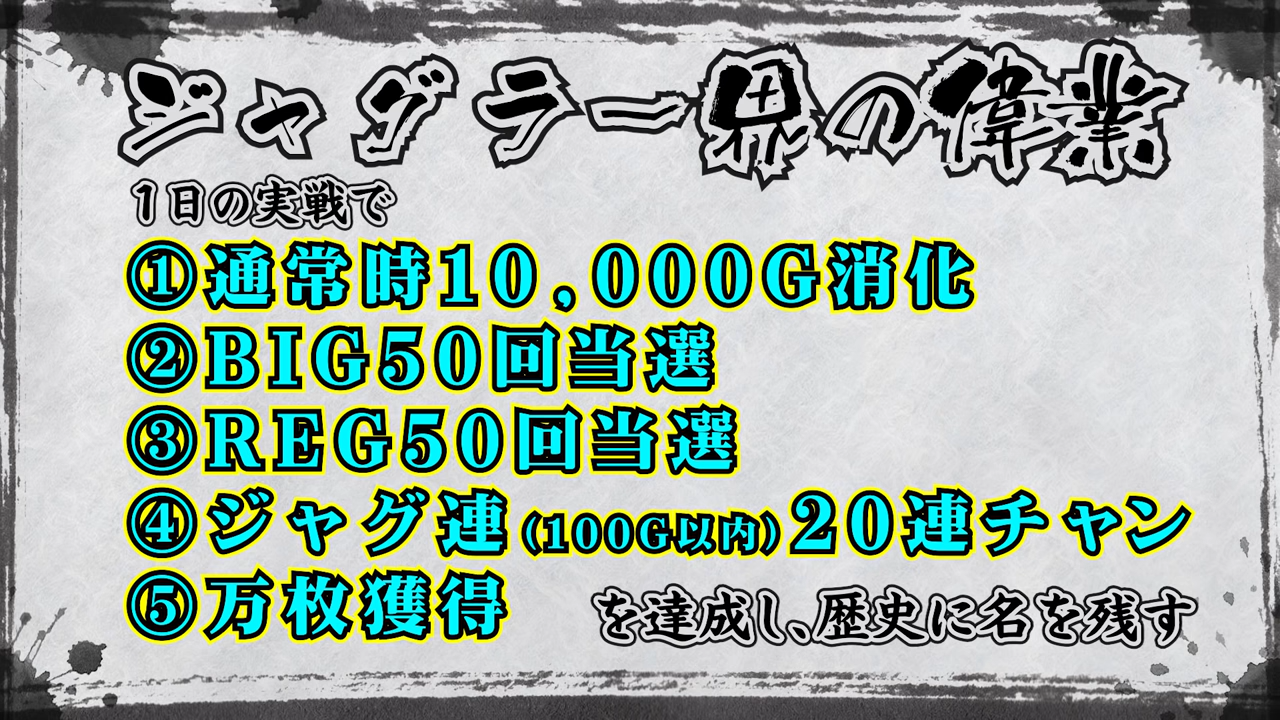 ジャグラー界の偉業
1日の実戦で
①通常時10,000G消化
②BIG50回当選
③REG50回当選
④ジャグ連(100G以内)20連チャン
⑤万枚獲得
を達成し、歴史に名を残す